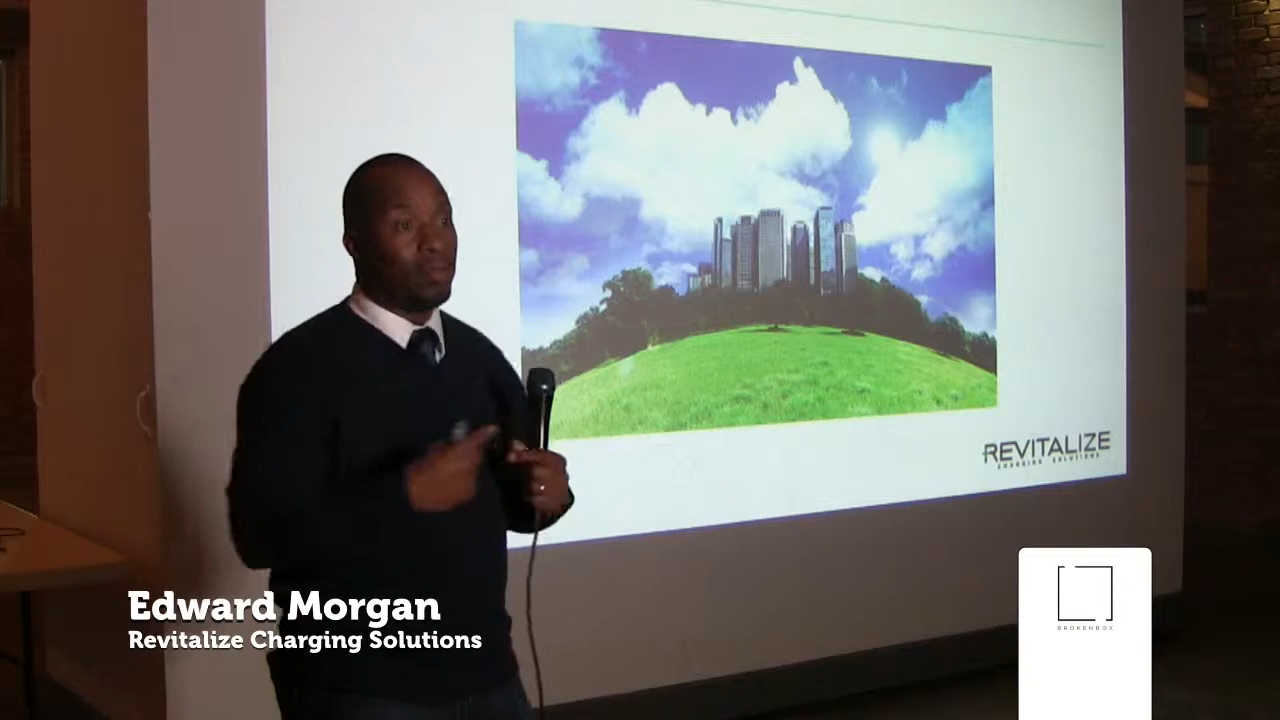 REVITALIZE
CHARGING SOLUTIONS
Edward Morgan
Revitalize Charging Solutions
BROKENBOX